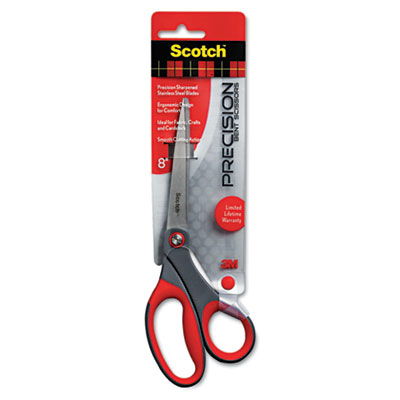 Scotch™
Precision Sharpened
Stainless Steel Blades
Ergonomic Design
for Comfort
Ideal for Fabric, Crafts
and Cardstock
Smooth Cutting Action
8"
PRECISION
BENT SCISSORS
Limited
Lifetime
Warranty
Scotch
3M